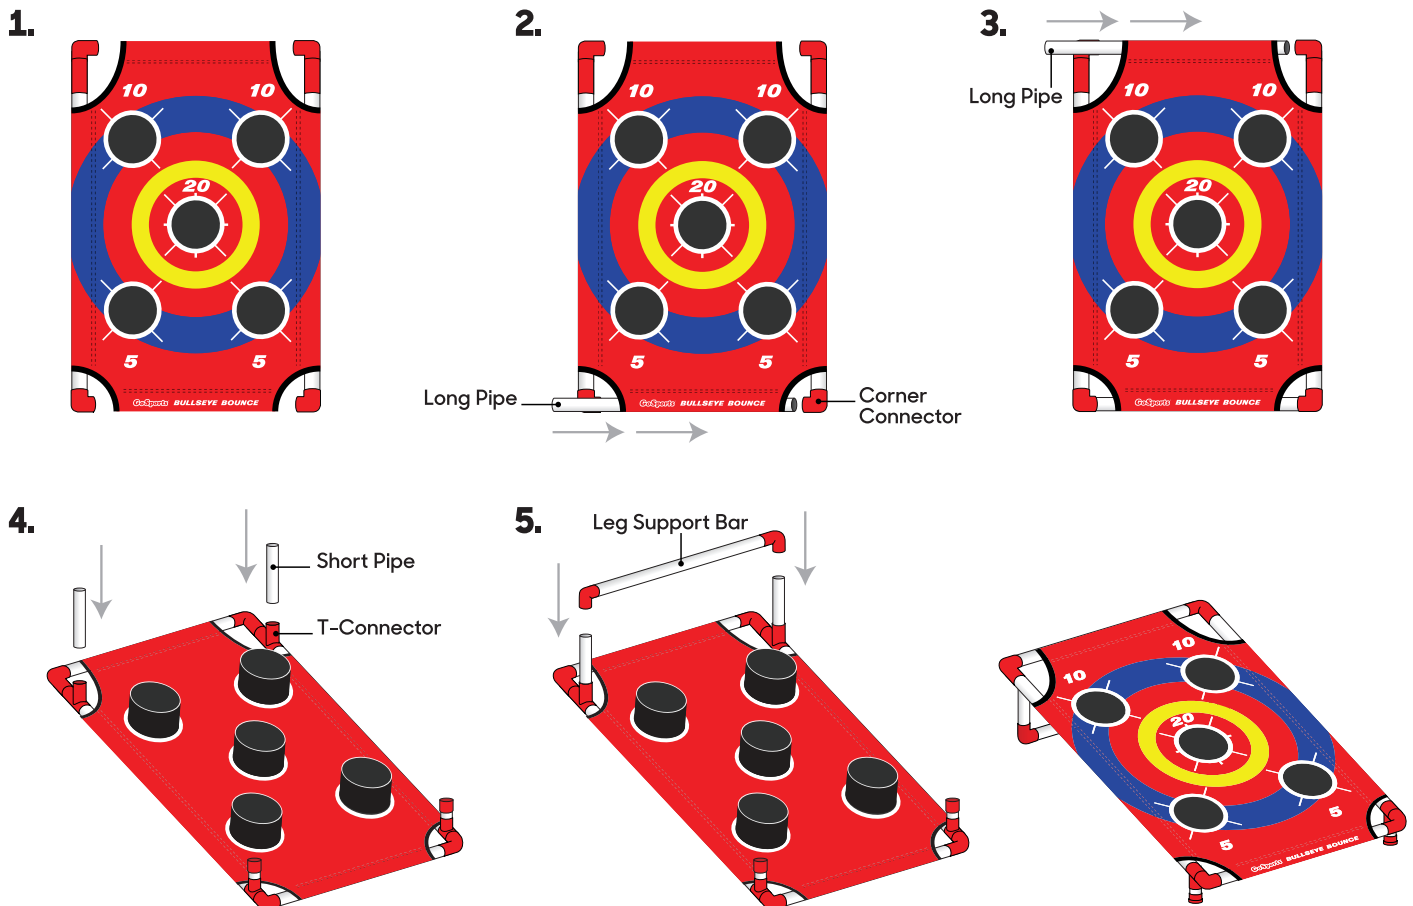 1.
10 10
20
5 5
GoSports BULLSEYE BOUNCE
2.
10 10
20
5 5
GoSports BULLSEYE BOUNCE
Long Pipe
Corner
Connector
3.
Long Pipe
10 10
20
5 5
GoSports BULLSEYE BOUNCE
4.
Short Pipe
T-Connector
5.
Leg Support Bar
10
10
20
5
5
GoSports BULLSEYE BOUNCE